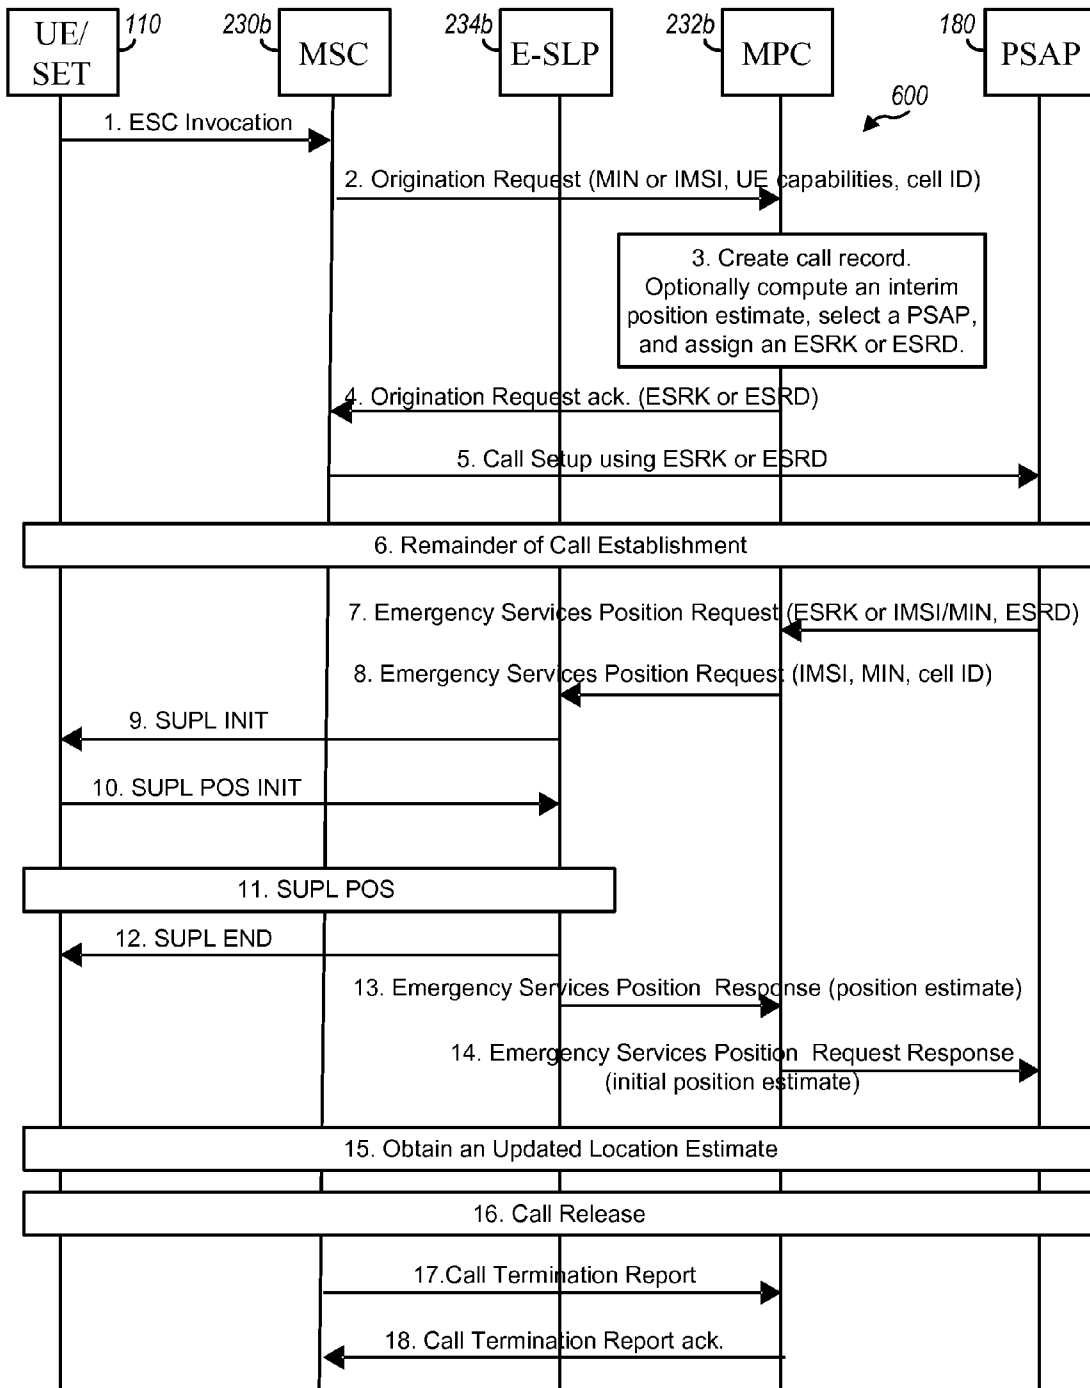 110
230b
234b
232b
180
UE/
SET
MSC
E-SLP
MPC
PSAP
600
1. ESC Invocation
2. Origination Request (MIN or IMSI, UE capabilities, cell ID)
3. Create call record.
Optionally compute an interim
position estimate, select a PSAP,
and assign an ESRK or ESRD.
4. Origination Request ack. (ESRK or ESRD)
5. Call Setup using ESRK or ESRD
6. Remainder of Call Establishment
7. Emergency Services Position Request (ESRK or IMSI/MIN, ESRD)
8. Emergency Services Position Request (IMSI, MIN, cell ID)
9. SUPL INIT
10. SUPL POS INIT
11. SUPL POS
12. SUPL END
13. Emergency Services Position  Response (position estimate)
14. Emergency Services Position  Request Response
(initial position estimate)
15. Obtain an Updated Location Estimate
16. Call Release
17.Call Termination Report
18. Call Termination Report ack.